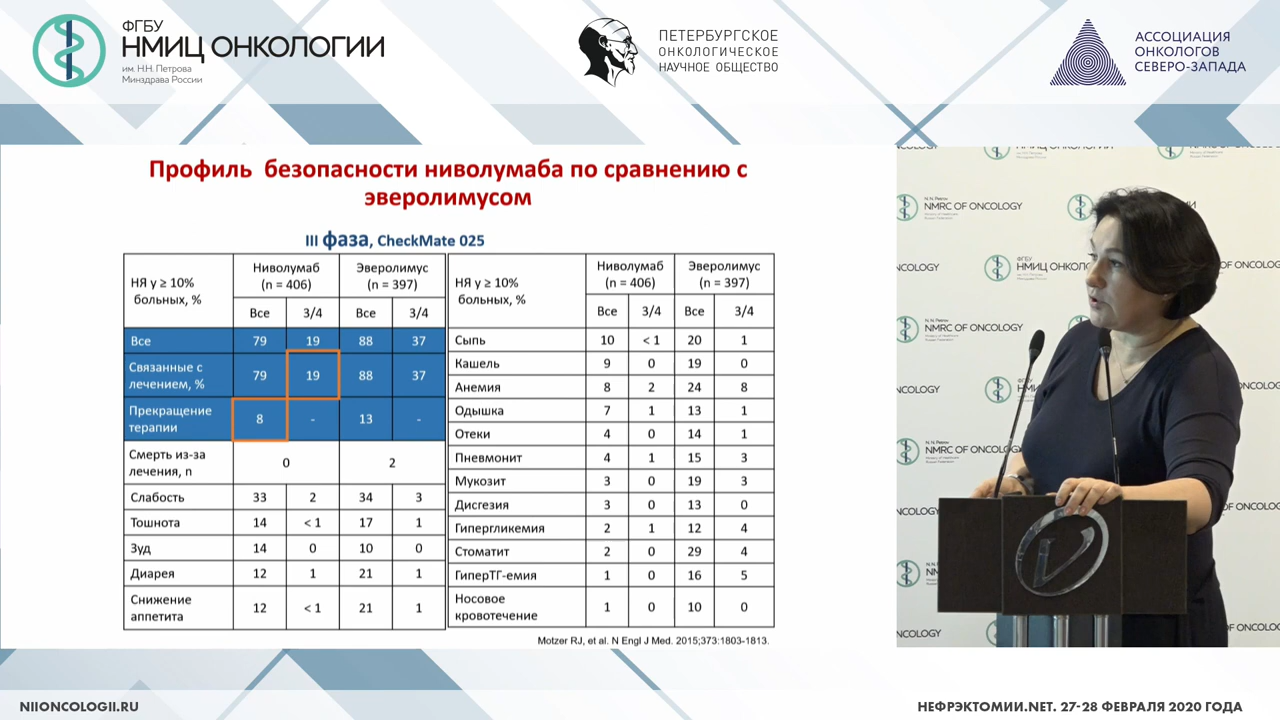 ФГБУ
НМИЦ ОНКОЛОГИИ
им. Н.Н. Петрова
Минздрава России
ПЕТЕРБУРГСКОЕ
ОНКОЛОГИЧЕСКОЕ
НАУЧНОЕ ОБЩЕСТВО
АССОЦИАЦИЯ
ОНКОЛОГОВ
СЕВЕРО-ЗАПАДА
Профиль безопасности ниволумаба по сравнению с
эверолимусом
III фаза, CheckMate 025
НЯ у ≥ 10%
больных, %
Ниволумаб
(n = 406)
Эверолимус
(n = 397)
Все 3/4 Все 3/4
Все 79 19 88 37
Связанные с
лечением, % 79 19 88 37
Прекращение
терапии 8 - 13 -
Смерть из-за
лечения, n 0 2
Слабость 33 2 34 3
Тошнота 14 < 1 17 1
Зуд 14 0 10 0
Диарея 12 1 21 1
Снижение
аппетита 12 < 1 21 1
НЯ у ≥ 10%
больных, %
Ниволумаб
(n = 406)
Эверолимус
(n = 397)
Все 3/4 Все 3/4
Сыпь 10 < 1 20 1
Кашель 9 0 19 0
Анемия 8 2 24 8
Одышка 7 1 13 1
Отеки 4 0 14 1
Пневмонит 4 1 15 3
Мукозит 3 0 19 3
Дисгезия 3 0 13 0
Гипергликемия 2 1 12 4
Стоматит 2 0 29 4
ГиперТГ-емия 1 0 16 5
Носовое
кровотечение 1 0 10 0
Motzer RJ, et al. N Engl J Med. 2015;373:1803-1813.
NMRC OF ONCOLOGY
NMRC OF ONCOLOGY
NMRC OF ONCOLOGY
NIIONCOLOGII.RU
НЕФРЭКТОМИИ.NET. 27-28 ФЕВРАЛЯ 2020 ГОДА